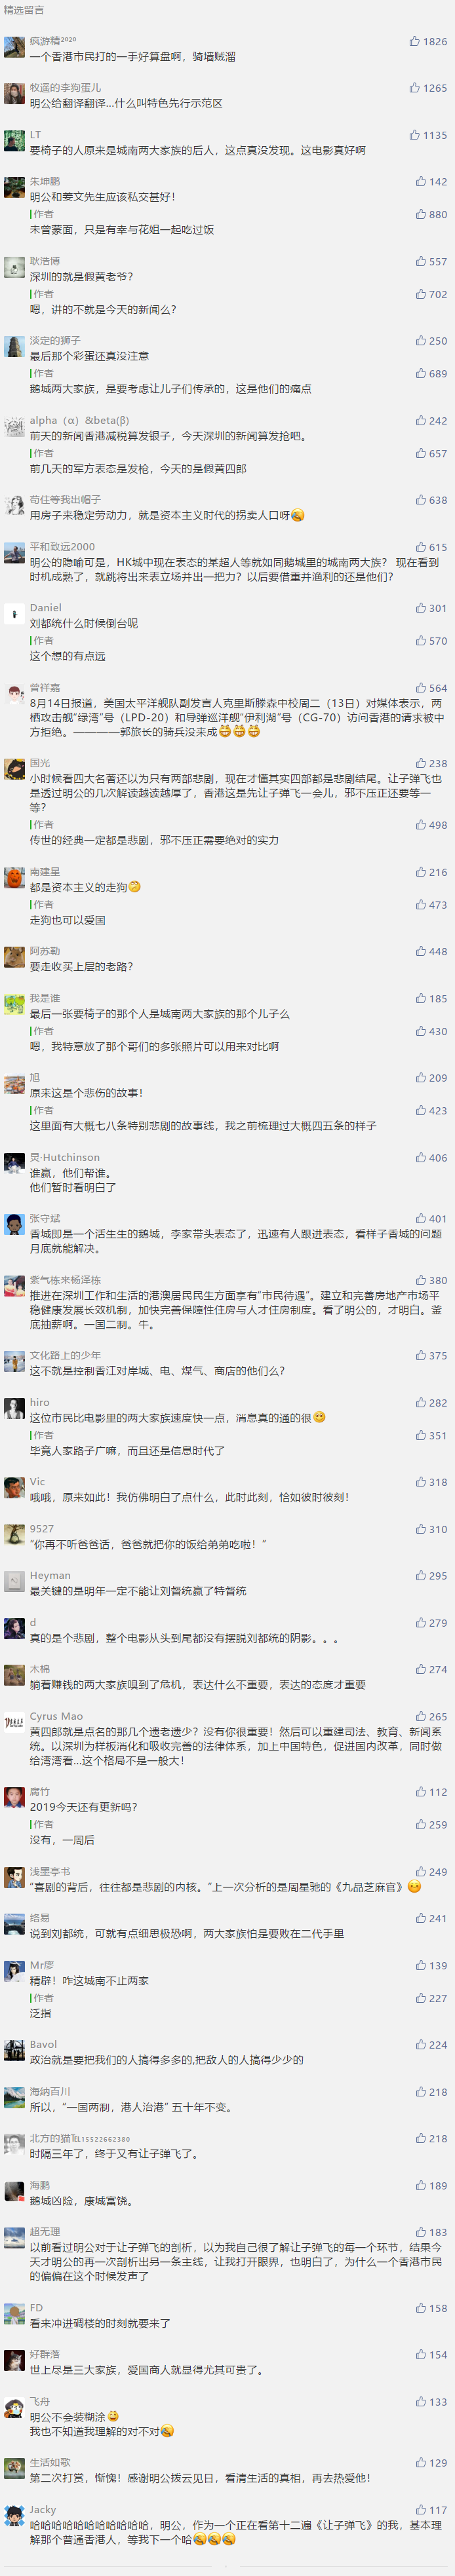 精选留言
疯游精²⁰²⁰ 1826
一个香港市民打的一手好算盘啊，骑墙贼溜
牧遥的李狗蛋儿 1265
明公给翻译翻译...什么叫特色先行示范区
LT 1135
要椅子的人原来是城南两大家族的后人，这点真没发现。这电影真好啊
朱坤鹏 142
明公和姜文先生应该私交甚好！
作者 880
未曾蒙面，只是有幸与花姐一起吃过饭
耿浩博 557
深圳的就是假黄老爷？
作者 702
嗯，讲的不就是今天的新闻么？
淡定的狮子 250
最后那个彩蛋还真没注意
作者 689
鹅城两大家族，是要考虑让儿子们传承的，这是他们的痛点
alpha（α）&beta(β) 242
前天的新闻香港减税算发银子，今天深圳的新闻算发抢吧。
作者 657
前几天的军方表态是发枪，今天的是假黄四郎
苟住等我出帽子 638
用房子来稳定劳动力，就是资本主义时代的拐卖人口呀
平和致远2000 615
明公的隐喻可是，HK城中现在表态的某超人等就如同鹅城里的城南两大族？ 现在看到
时机成熟了，就跳将出来表立场并出一把力？以后要借重并渔利的还是他们？
Daniel 301
刘都统什么时候倒台呢
作者 570
这个想的有点远
曾祥嘉 564
8月14日报道，美国太平洋舰队副发言人克里斯滕森中校周二（13日）对媒体表示，两
栖攻击舰“绿湾”号（LPD-20）和导弹巡洋舰“伊利湖”号（CG-70）访问香港的请求被中
方拒绝。————郭旅长的骑兵没来成
国光 238
小时候看四大名著还以为只有两部悲剧，现在才懂其实四部都是悲剧结尾。让子弹飞也
是透过明公的几次解读越读越厚了，香港这是先让子弹飞一会儿，邪不压正还要等一
等？
作者 498
传世的经典一定都是悲剧，邪不压正需要绝对的实力
南建星 216
都是资本主义的走狗
作者 473
走狗也可以爱国
阿苏勒 448
要走收买上层的老路？
我是谁 185
最后一张要椅子的那个人是城南两大家族的那个儿子么
作者 430
嗯，我特意放了那个哥们的多张照片可以用来对比啊
旭 209
原来这是个悲伤的故事！
作者 423
这里面有大概七八条特别悲剧的故事线，我之前梳理过大概四五条的样子
炅·Hutchinson 406
谁赢，他们帮谁。
他们暂时看明白了
张守斌 401
香城即是一个活生生的鹅城，李家带头表态了，迅速有人跟进表态，看样子香城的问题
月底就能解决。
紫气栋来杨泽栋 380
推进在深圳工作和生活的港澳居民民生方面享有“市民待遇”。建立和完善房地产市场平
稳健康发展长效机制，加快完善保障性住房与人才住房制度。看了明公的，才明白。釜
底抽薪啊。一国二制。牛。
文化路上的少年 375
这不就是控制香江对岸城、电、煤气、商店的他们么？
hiro 282
这位市民比电影里的两大家族速度快一点，消息真的通的很
作者 351
毕竟人家路子广嘛，而且还是信息时代了
Vic 318
哦哦，原来如此！我仿佛明白了点什么，此时此刻，恰如彼时彼刻！
9527 310
“你再不听爸爸话，爸爸就把你的饭给弟弟吃啦！”
Heyman 295
最关键的是明年一定不能让刘督统赢了特督统
d 279
真的是个悲剧，整个电影从头到尾都没有摆脱刘都统的阴影。。。
木棉 274
躺着赚钱的两大家族嗅到了危机，表达什么不重要，表达的态度才重要
Cyrus Mao 265
黄四郎就是点名的那几个遗老遗少？没有你很重要！然后可以重建司法、教育、新闻系
统。以深圳为样板消化和吸收完善的法律体系，加上中国特色，促进国内改革，同时做
给湾湾看...这个格局不是一般大！
腐竹 112
2019今天还有更新吗？
作者 259
没有，一周后
浅墨亭书 249
“喜剧的背后，往往都是悲剧的内核。”上一次分析的是周星驰的《九品芝麻官》
络易 241
说到刘都统，可就有点细思极恐啊，两大家族怕是要败在二代手里
Mr廖 139
精辟！咋这城南不止两家
作者 227
泛指
Bavol 224
政治就是要把我们的人搞得多多的,把敌人的人搞得少少的
海纳百川 218
所以，“一国两制，港人治港” 五十年不变。
北方的猫℡15522662380 218
时隔三年了，终于又有让子弹飞了。
海鹏 189
鹅城凶险，康城富饶。
超无理 183
以前看过明公对于让子弹飞的剖析，以为我自己很了解让子弹飞的每一个环节，结果今
天才明公的再一次剖析出另一条主线，让我打开眼界，也明白了，为什么一个香港市民
的偏偏在这个时候发声了
FD 158
看来冲进碉楼的时刻就要来了
好群落 154
世上尽是三大家族，爱国商人就显得尤其可贵了。
飞舟 133
明公不会装糊涂
我也不知道我理解的对不对
生活如歌 129
第二次打赏，惭愧！感谢明公拨云见日，看清生活的真相，再去热爱他！
Jacky 117
哈哈哈哈哈哈哈哈哈哈哈，明公，作为一个正在看第十二遍《让子弹飞》的我，基本理
解那个普通香港人，等我下一个哈